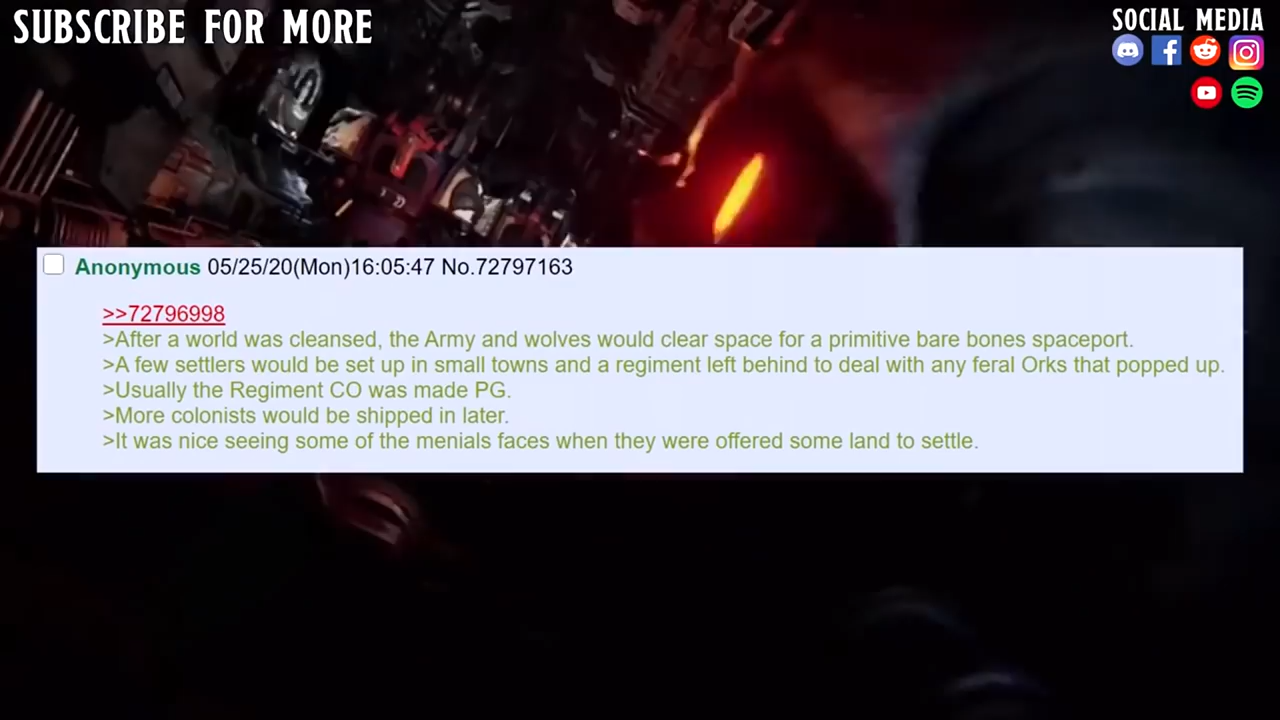 SUBSCRIBE FOR MORE
SOCIAL MEDIA
Anonymous 05/25/20(Mon)16:05:47 No.72797163
>>72796998
>After a world was cleansed, the Army and wolves would clear space for a primitive bare bones spaceport.
>A few settlers would be set up in small towns and a regiment left behind to deal with any feral Orks that popped up.
>Usually the Regiment CO was made PG.
>More colonists would be shipped in later.
>It was nice seeing some of the menials faces when they were offered some land to settle.